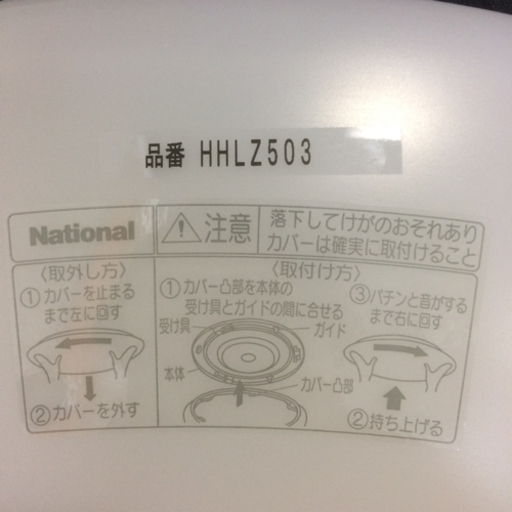 品番 HHLZ503
National
注意
落下してけがのおそれあり
カバーは確実に取付けること
〈取外し方〉
①カバーを止まる
まで左に回す
②カバーを外す
〈取付け方〉
①カバー凸部を本体の
受け具とガイドの間に合せる
受け具
ガイド
本体
カバー凸部
②持ち上げる
③パチンと音がする
まで右に回す